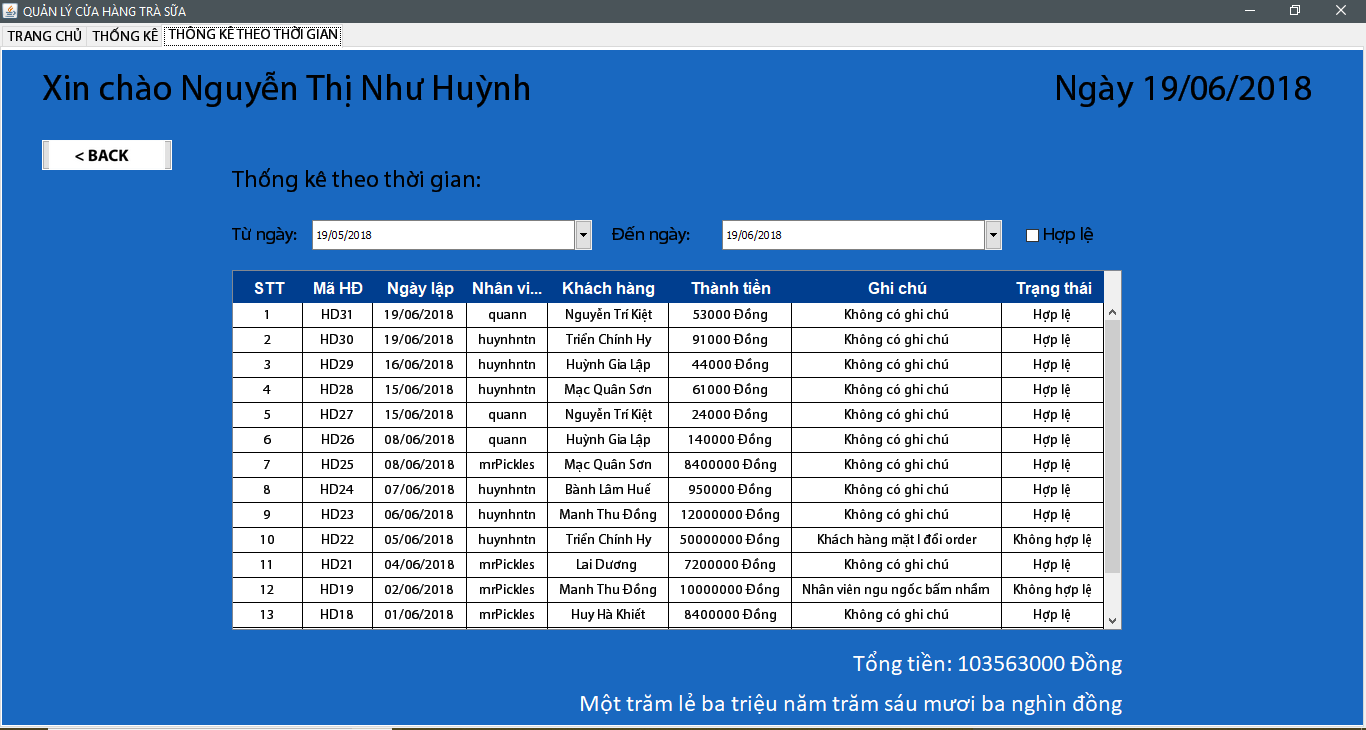 QUẢN LÝ CỬA HÀNG TRÀ SỮA
TRANG CHỦ THỐNG KÊ THỐNG KÊ THEO THỜI GIAN
Xin chào Nguyễn Thị Như Huỳnh Ngày 19/06/2018
< BACK
Thống kê theo thời gian:
Từ ngày: 19/05/2018 Đến ngày: 19/06/2018 Hợp lệ
STT Mã HĐ Ngày lập Nhân vi... Khách hàng Thành tiền Ghi chú Trạng thái
1 HD31 19/06/2018 quann Nguyễn Trí Kiệt 53000 Đồng Không có ghi chú Hợp lệ
2 HD30 19/06/2018 huynhntn Triển Chính Hy 91000 Đồng Không có ghi chú Hợp lệ
3 HD29 16/06/2018 huynhntn Huỳnh Gia Lập 44000 Đồng Không có ghi chú Hợp lệ
4 HD28 15/06/2018 huynhntn Mạc Quân Sơn 61000 Đồng Không có ghi chú Hợp lệ
5 HD27 15/06/2018 quann Nguyễn Trí Kiệt 24000 Đồng Không có ghi chú Hợp lệ
6 HD26 08/06/2018 quann Huỳnh Gia Lập 140000 Đồng Không có ghi chú Hợp lệ
7 HD25 08/06/2018 mrPickles Mạc Quân Sơn 8400000 Đồng Không có ghi chú Hợp lệ
8 HD24 07/06/2018 huynhntn Bành Lâm Huế 950000 Đồng Không có ghi chú Hợp lệ
9 HD23 06/06/2018 huynhntn Manh Thu Đồng 12000000 Đồng Không có ghi chú Hợp lệ
10 HD22 05/06/2018 huynhntn Triển Chính Hy 50000000 Đồng Khách hàng mặt l đổi order Không hợp lệ
11 HD21 04/06/2018 mrPickles Lai Dương 7200000 Đồng Không có ghi chú Hợp lệ
12 HD19 02/06/2018 mrPickles Manh Thu Đồng 10000000 Đồng Nhân viên ngu ngốc bấm nhầm Không hợp lệ
13 HD18 01/06/2018 mrPickles Huy Hà Khiết 8400000 Đồng Không có ghi chú Hợp lệ
Tổng tiền: 103563000 Đồng
Một trăm lẻ ba triệu năm trăm sáu mươi ba nghìn đồng